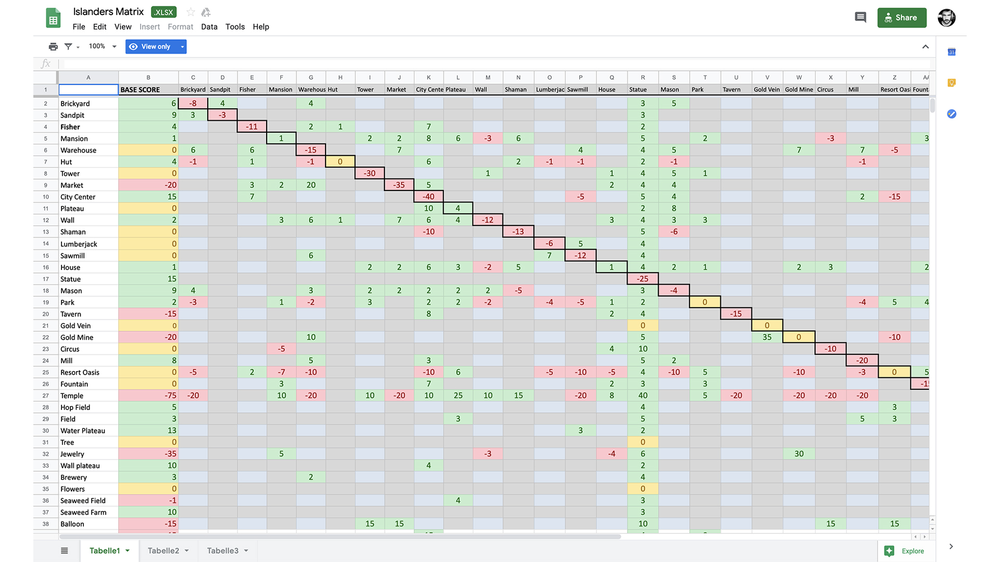 Islanders Matrix .XLSX
File Edit View Insert Format Data Tools Help
Share
100% View only
31
fx
A B C D E F G H I J K L M N O P Q R S T U V W X Y Z AA
1 BASE SCORE Brickyard Sandpit Fisher Mansion Warehous Hut Tower Market City Cente Plateau Wall Shaman Lumberjac Sawmill House Statue Mason Park Tavern Gold Vein Gold Mine Circus Mill Resort Oasi Fount
2 Brickyard 6 -8 4 4 3 5
3 Sandpit 9 3 -3 3
4 Fisher 4 -11 2 1 7 2
5 Mansion 1 1 2 2 8 6 -3 6 5 2 -3 3
6 Warehouse 0 6 6 -15 7 4 4 5 7 7 -5
7 Hut 4 -1 1 -1 0 6 2 -1 -1 2 -1 -1
8 Tower 0 -30 1 1 4 5 1
9 Market -20 3 2 20 -35 5 2 4 4
10 City Center 15 7 -40 -5 5 4 2 -15
11 Plateau 0 10 4 2 8
12 Wall 2 3 6 1 7 6 4 -12 3 4 3 3
13 Shaman 0 -10 -13 5 -6
14 Lumberjack 0 -6 5 4
15 Sawmill 0 6 7 -12 4
16 House 1 2 2 6 3 -2 5 1 4 2 1 2 3 2
17 Statue 15 -25
18 Mason 9 4 3 2 2 2 2 2 -5 3 -4
19 Park 2 -3 1 -2 3 2 2 -2 -4 -5 1 2 0 -4 5 4
20 Tavern -15 8 2 4 -15
21 Gold Vein 0 0 0
22 Gold Mine -20 10 5 35 0 -10
23 Circus 0 -5 4 10 -10
24 Mill 8 5 3 5 2 -20
25 Resort Oasis 0 -5 2 -7 -10 -10 6 -5 -10 -5 4 -10 5 -10 -3 0 5
26 Fountain 0 3 7 2 3 3
27 Temple -75 -20 10 -20 10 -20 10 25 10 15 -20 8 40 5 -20 -20 -20 -20
28 Hop Field 5 4 3
29 Field 3 3 5 5 3
30 Water Plateau 13 3 2
31 Tree 0 0
32 Jewelry -35 5 -3 -4 6 30
33 Wall plateau 10 4 2
34 Brewery 3 2 4
35 Flowers 0 0
36 Seaweed Field -1 4 3
37 Seaweed Farm 10 3
38 Balloon -15 15 15 10 15 15
Tabelle1 Tabelle2 Tabelle3 Explore